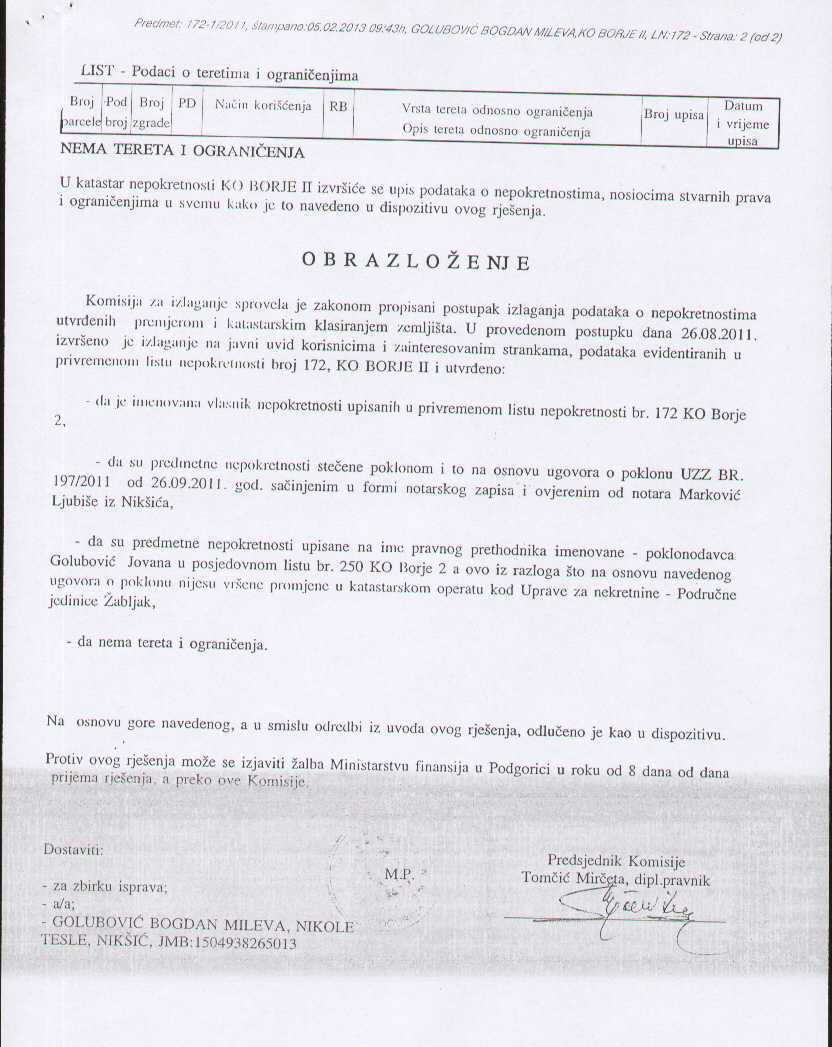 Predmet: 172-1/2011, štampano:05.02.2013 09:43h, GOLUBOVIĆ BOGDAN MILEVA,KO BORJE II, LN:172 - Strana: 2 (od 2)
LIST - Podaci o teretima i ograničenjima
Broj parcele Pod broj Broj zgrade PD Način korišćenja RB Vrsta tereta odnosno ograničenja Opis tereta odnosno ograničenja Broj upisa Datum i vrijeme upisa
NEMA TERETA I OGRANIČENJA
U katastar nepokretnosti KO BORJE II izvršiće se upis podataka o nepokretnostima, nosiocima stvarnih prava
i ograničenjima u svemu kako je to navedeno u dispozitivu ovog rješenja.
O B R A Z L O Ž E NJ E
Komisija za izlaganje sprovela je zakonom propisani postupak izlaganja podataka o nepokretnostima
utvrđenih premjerom i katastarskim klasiranjem zemljišta. U provedenom postupku dana 26.08.2011.
izvršeno je izlaganje na javni uvid korisnicima i zainteresovanim strankama, podataka evidentiranih u
privremenom listu nepokretnosti broj 172, KO BORJE II i utvrđeno:
- da je imenovana vlasnik nepokretnosti upisanih u privremenom listu nepokretnosti br. 172 KO Borje
2,
- da su predmetne nepokretnosti stečene poklonom i to na osnovu ugovora o poklonu UZZ BR.
197/2011 od 26.09.2011. god. sačinjenim u formi notarskog zapisa i ovjerenim od notara Marković
Ljubiše iz Nikšića,
- da su predmetne nepokretnosti upisane na ime pravnog prethodnika imenovane - poklonodavca
Golubović Jovana u posjedovnom listu br. 250 KO Borje 2 a ovo iz razloga što na osnovu navedenog
ugovora o poklonu nijesu vršene promjene u katastarskom operatu kod Uprave za nekretnine - Područne
jedinice Žabljak,
- da nema tereta i ograničenja.
Na osnovu gore navedenog, a u smislu odredbi iz uvoda ovog rješenja, odlučeno je kao u dispozitivu.
Protiv ovog rješenja može se izjaviti žalba Ministarstvu finansija u Podgorici u roku od 8 dana od dana
prijema rješenja, a preko ove Komisije.
Dostaviti:
- za zbirku isprava;
- a/a;
- GOLUBOVIĆ BOGDAN MILEVA, NIKOLE
TESLE, NIKŠIĆ, JMB:1504938265013
M.P.
Predsjednik Komisije
Tomčić Mirčeta, dipl.pravnik